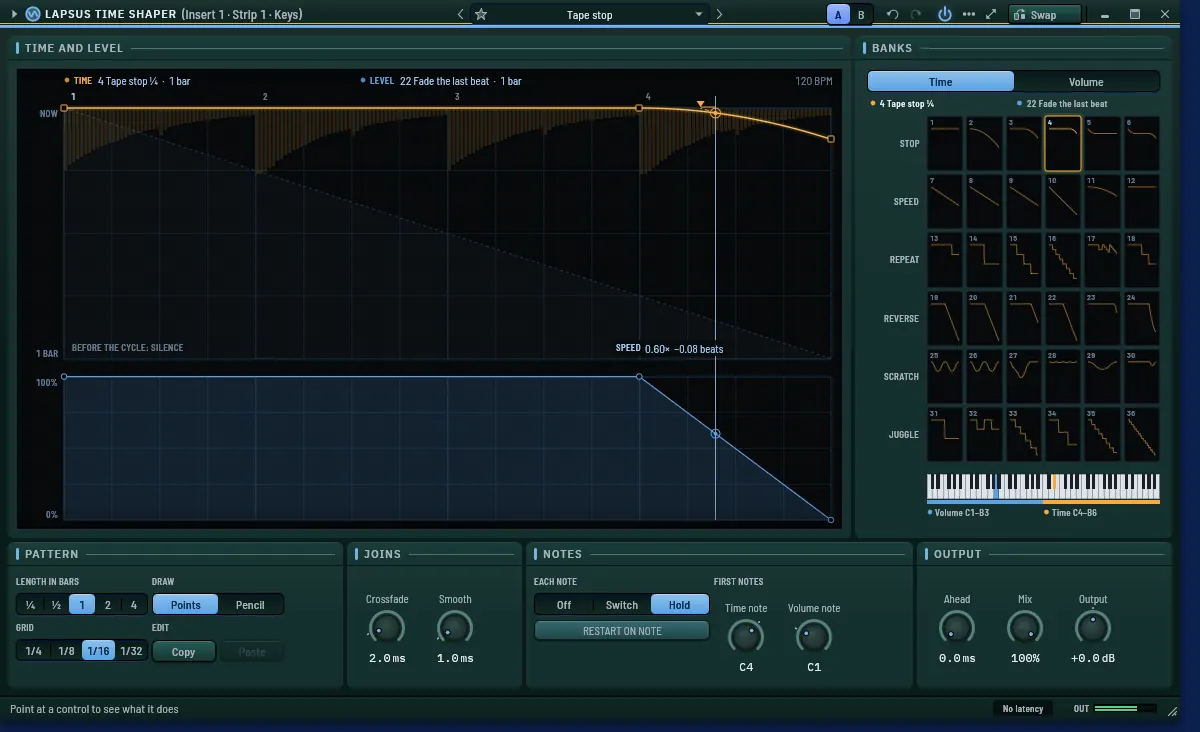 LAPSUS TIME SHAPER (Insert 1 · Strip 1 · Keys)
Tape stop
A B
Swap
TIME AND LEVEL
TIME 4 Tape stop ¼ · 1 bar
LEVEL 22 Fade the last beat · 1 bar
120 BPM
1 2 3 4
NOW
BEFORE THE CYCLE: SILENCE
SPEED 0.60× −0.08 beats
1 BAR
100%
0%
BANKS
Time Volume
4 Tape stop ¼ 22 Fade the last beat
STOP 1 2 3 4 5 6
SPEED 7 8 9 10 11 12
REPEAT 13 14 15 16 17 18
REVERSE 19 20 21 22 23 24
SCRATCH 25 26 27 28 29 30
JUGGLE 31 32 33 34 35 36
Volume C1–B3 Time C4–B6
PATTERN
LENGTH IN BARS DRAW
¼ ½ 1 2 4 Points Pencil
GRID EDIT
1/4 1/8 1/16 1/32 Copy Paste
JOINS
Crossfade Smooth
2.0 ms 1.0 ms
NOTES
EACH NOTE FIRST NOTES
Off Switch Hold
RESTART ON NOTE
Time note Volume note
C4 C1
OUTPUT
Ahead Mix Output
0.0 ms 100% +0.0 dB
Point at a control to see what it does
No latency OUT